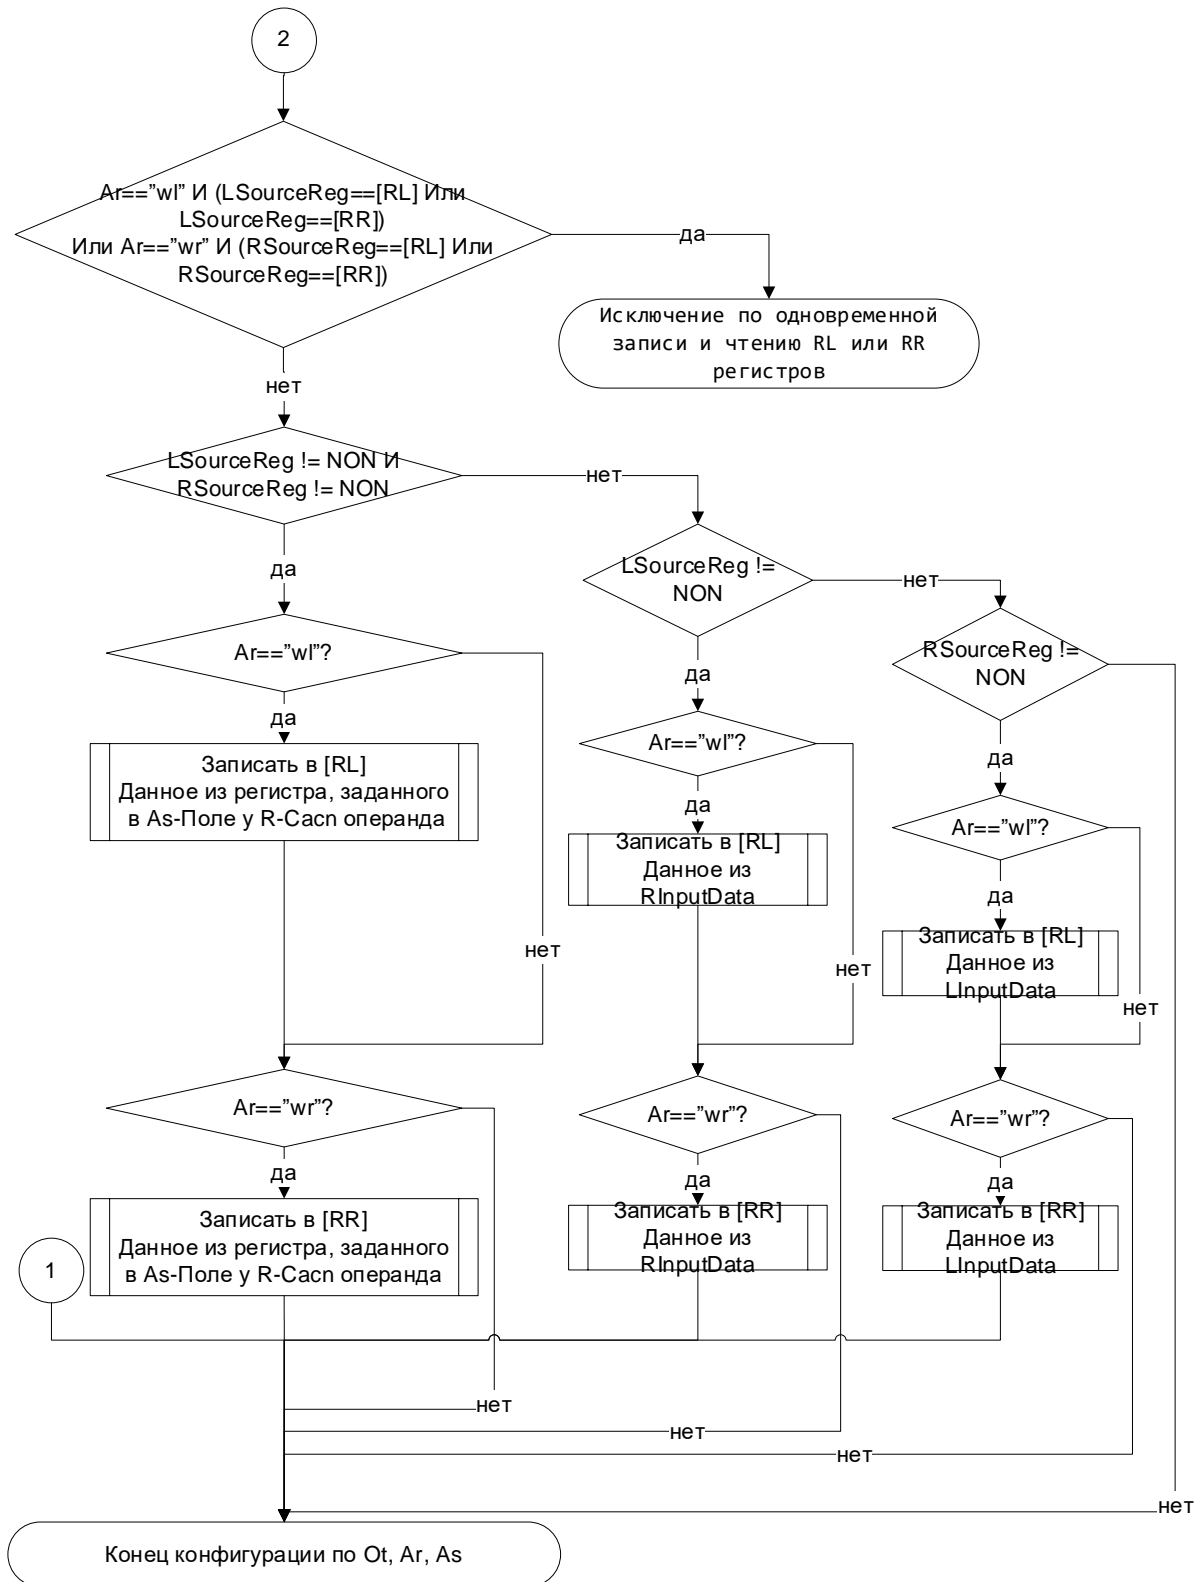 2
Ar==”wl” И (LSourceReg==[RL] Или
LSourceReg==[RR])
Или Ar==”wr” И (RSourceReg==[RL] Или
RSourceReg==[RR])
да
Исключение по одновременной
записи и чтению RL или RR
регистров
нет
LSourceReg != NON И
RSourceReg != NON
нет
да
LSourceReg !=
NON
нет
RSourceReg !=
NON
Ar==”wl”?
да
да
Ar==”wl”?
да
Записать в [RL]
Данное из регистра, заданного
в As-Поле у R-Cacn операнда
да
Ar==”wl”?
Записать в [RL]
Данное из
RInputData
да
нет
нет
Записать в [RL]
Данное из
LInputData
нет
Ar==”wr”?
Ar==”wr”?
Ar==”wr”?
да
да
да
Записать в [RR]
Данное из регистра, заданного
в As-Поле у R-Cacn операнда
Записать в [RR]
Данное из
RInputData
Записать в [RR]
Данное из
LInputData
1
нет
нет
нет
нет
Конец конфигурации по Ot, Ar, As